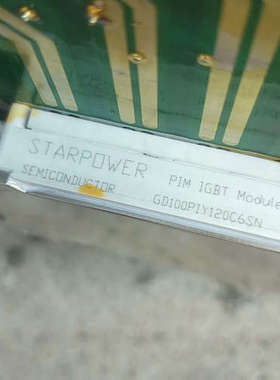 STARPOWER
SEMICONDUCTOR
PIM IGBT Module
GD100PIY120C6SN